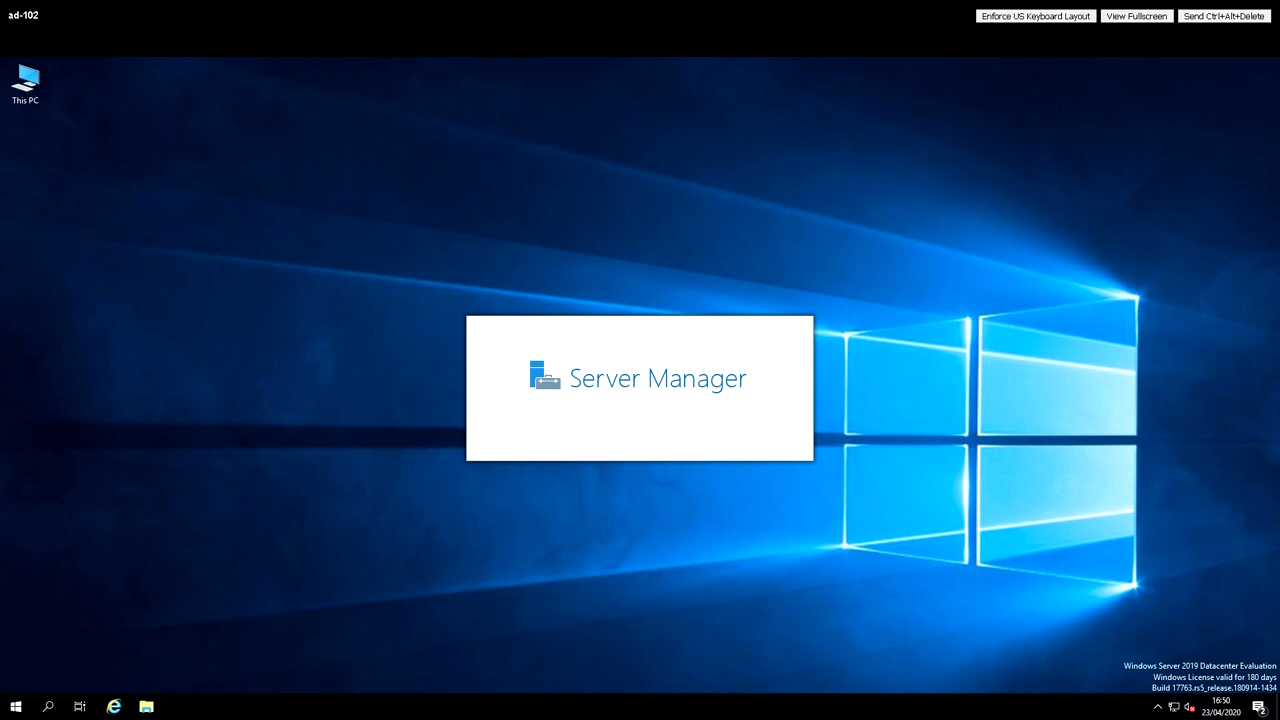 ad-102
Enforce US Keyboard Layout
View Fullscreen
Send Ctrl+Alt+Delete
This PC
Server Manager
Windows Server 2019 Datacenter Evaluation
Windows License valid for 180 days
Build 17763.rs5_release.180914-1434
16:50
23/04/2020
2